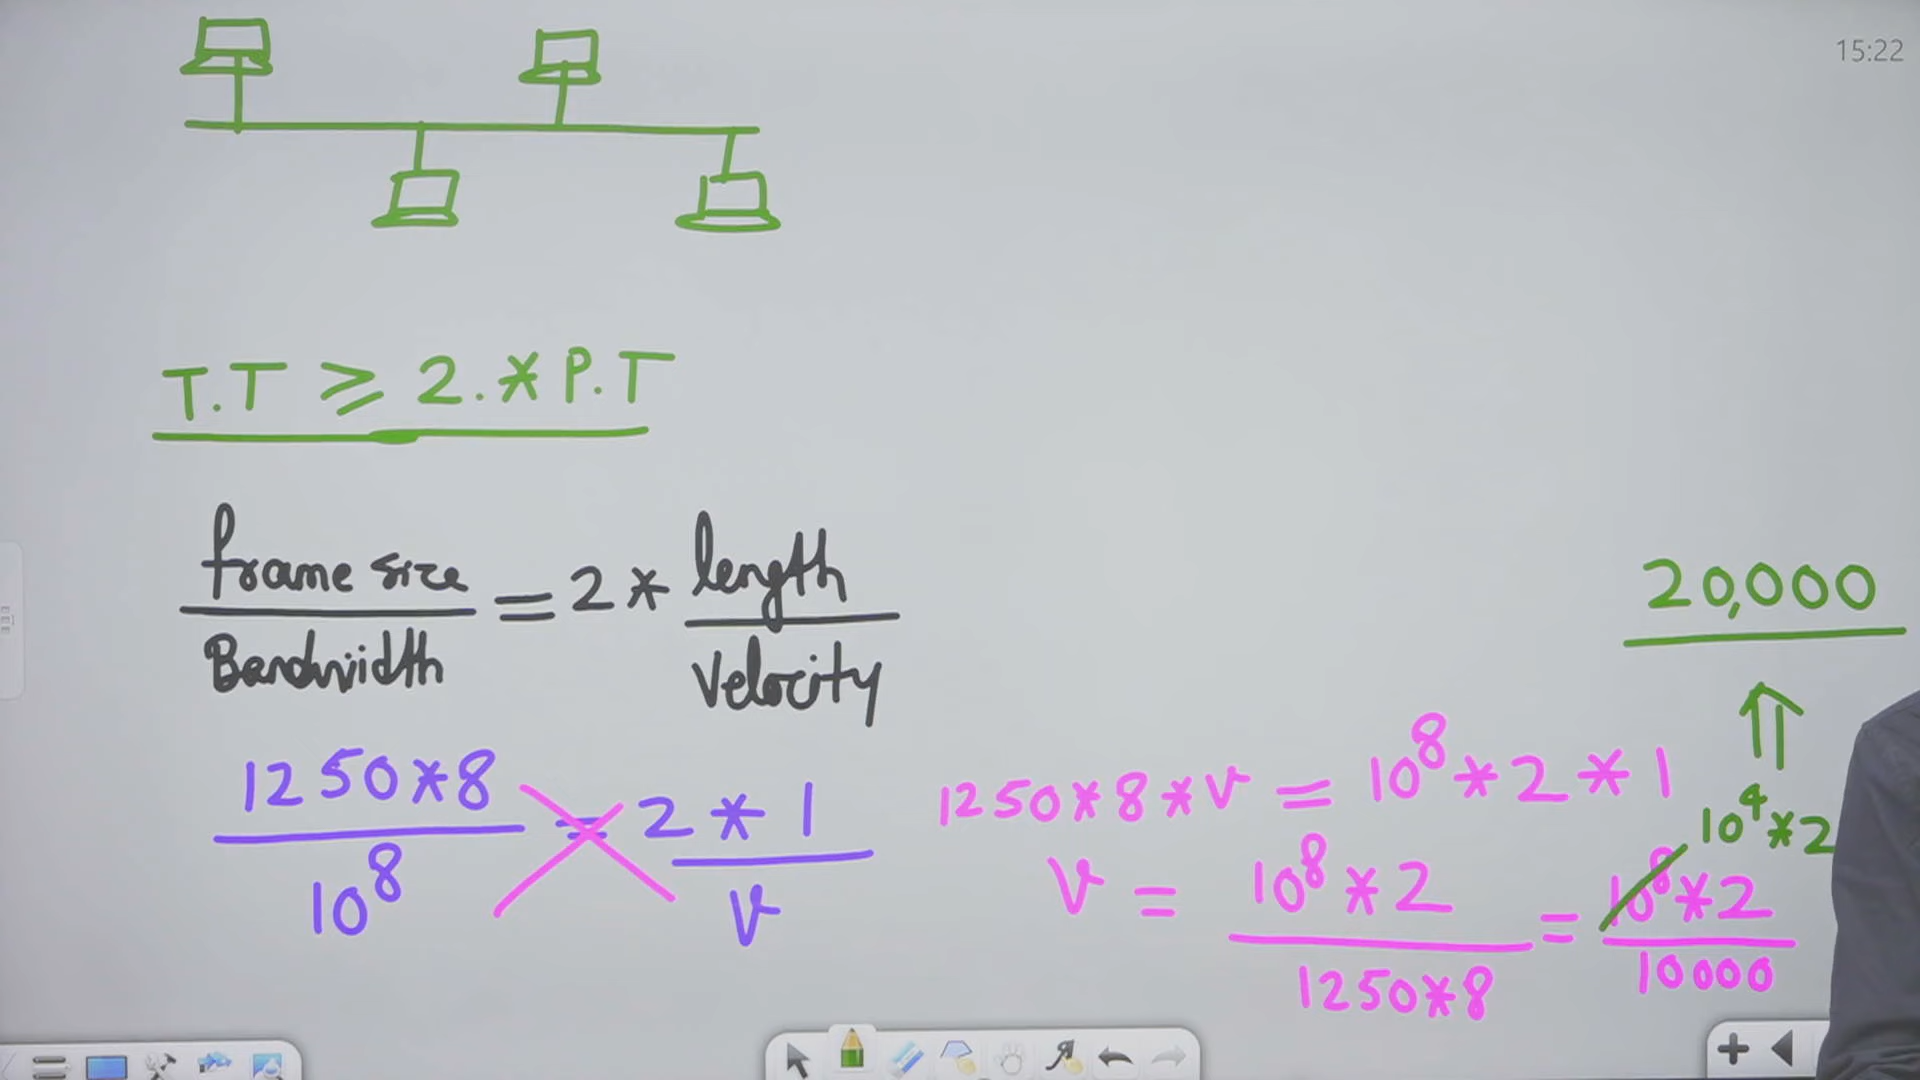 15:22
T.T ≥ 2.* P.T
frame size / Bandwidth = 2 * length / Velocity
20,000
1250*8 / 10^8 = 2 * 1 / V
1250*8*V = 10^8 * 2 * 1
10^4*2
V = 10^8 * 2 / 1250*8 = 10^8*2 / 10000